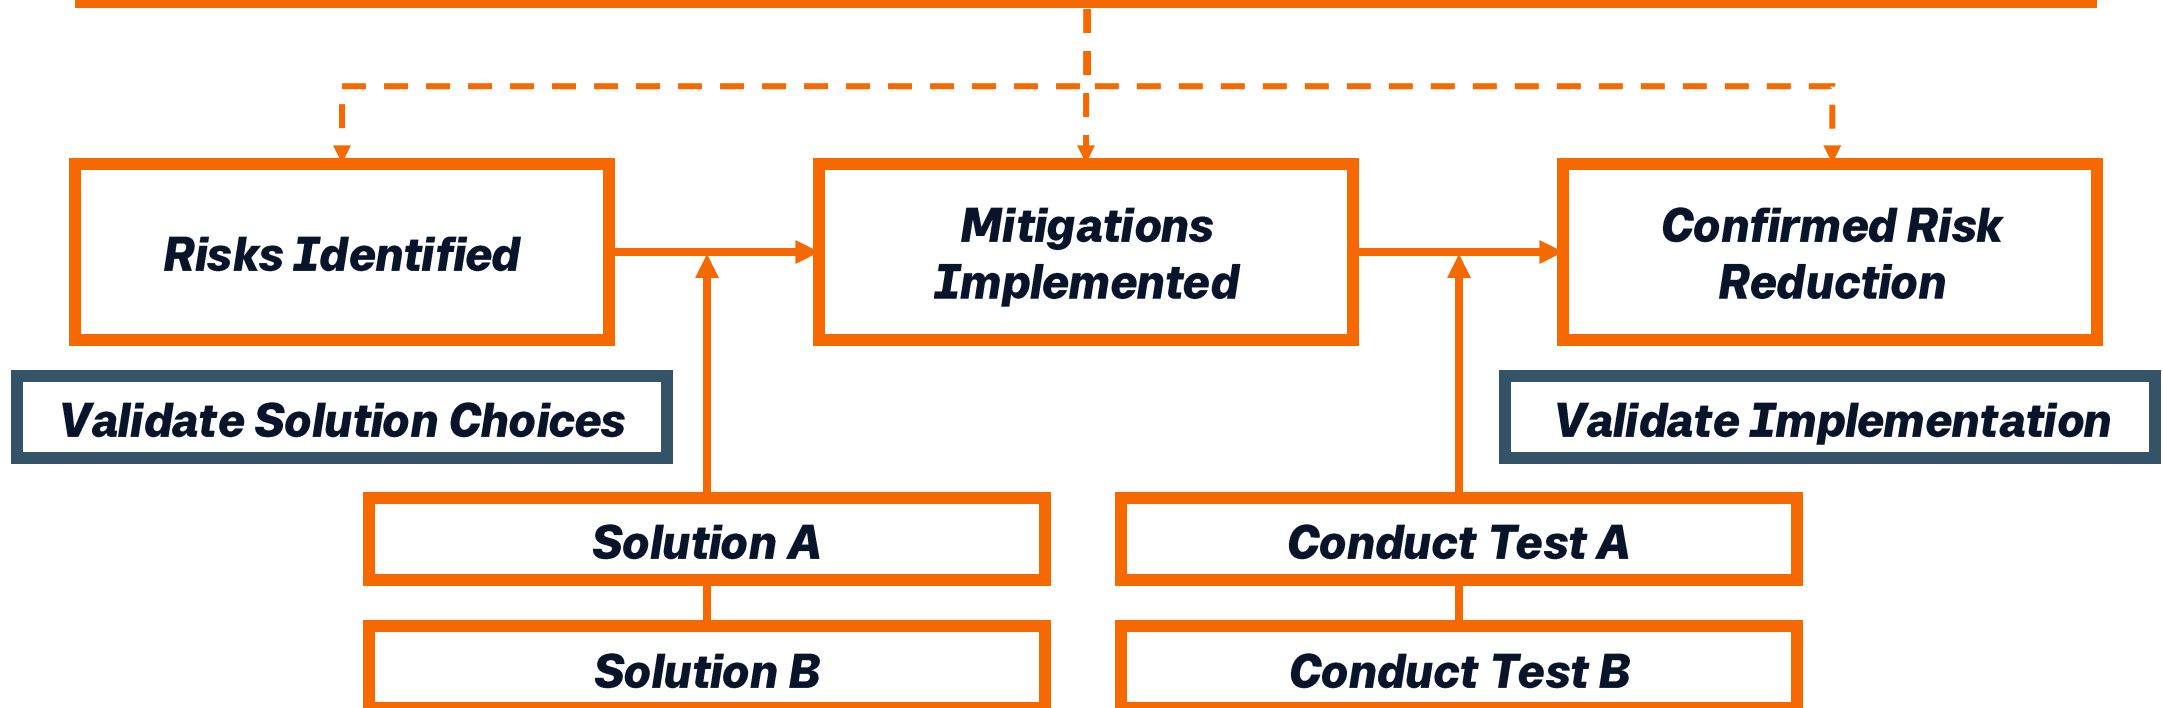 Risks Identified
Mitigations
Implemented
Confirmed Risk
Reduction
Validate Solution Choices
Validate Implementation
Solution A
Conduct Test A
Solution B
Conduct Test B